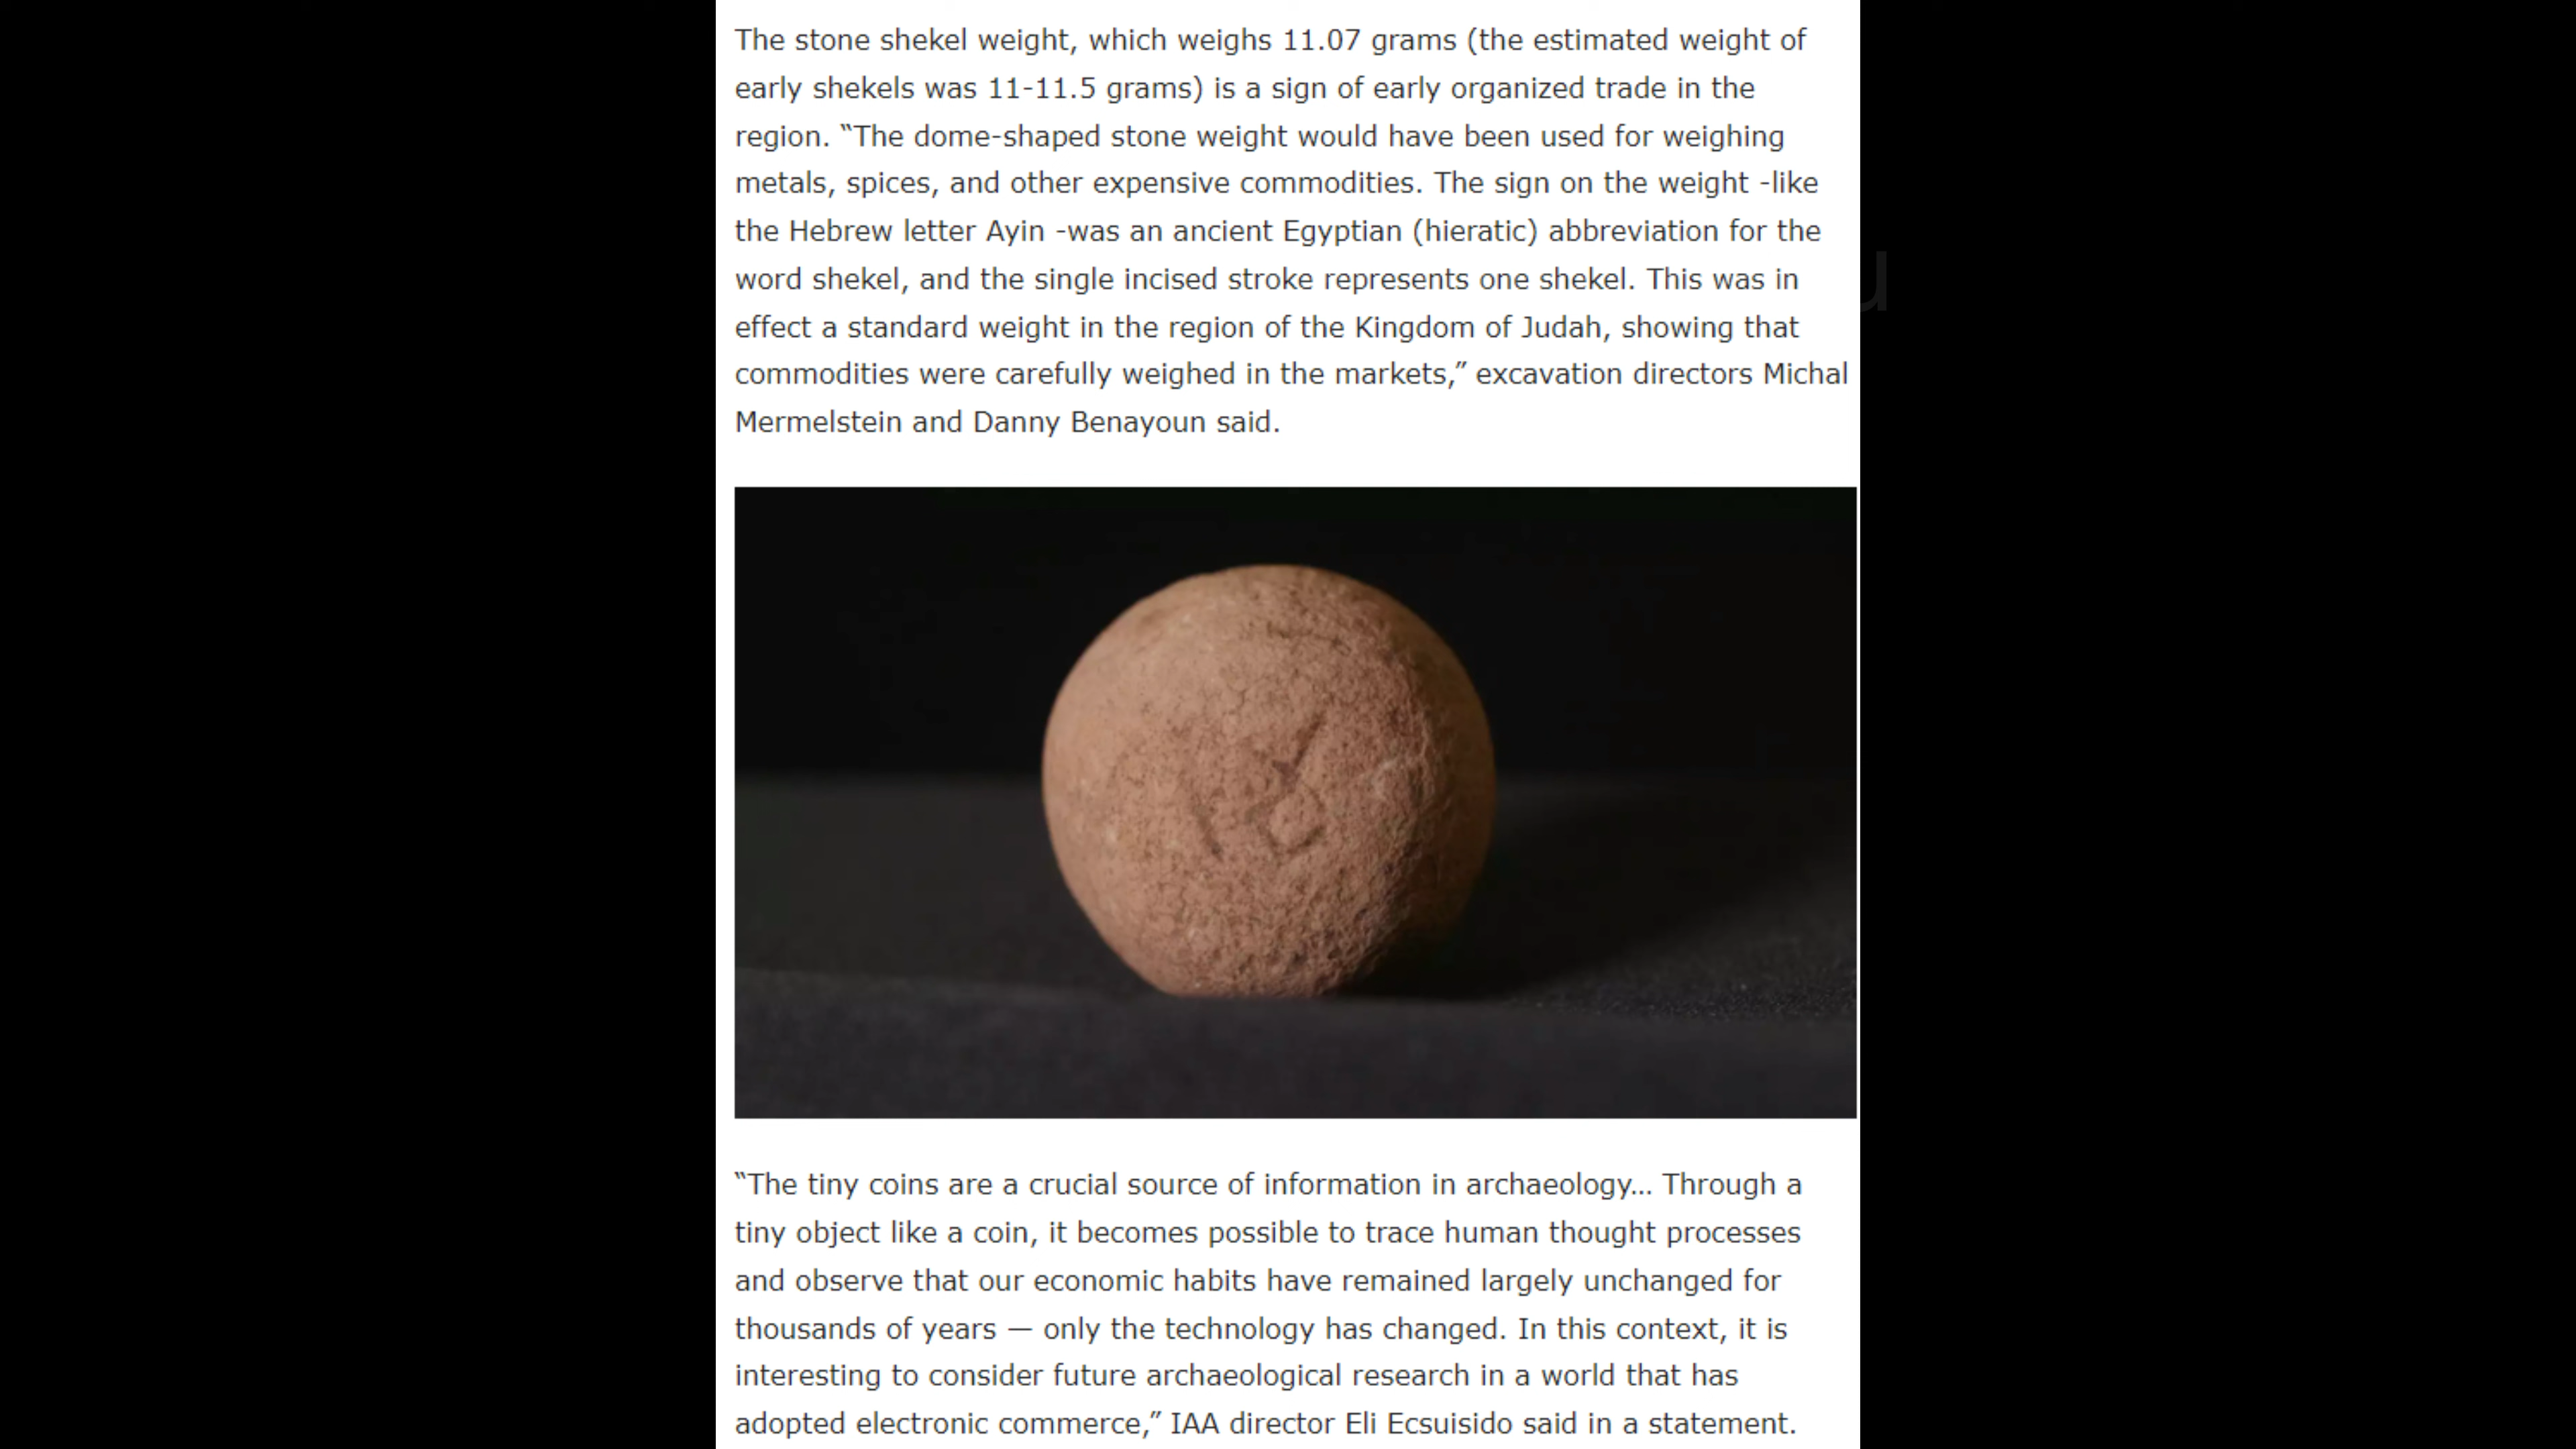 The stone shekel weight, which weighs 11.07 grams (the estimated weight of
early shekels was 11-11.5 grams) is a sign of early organized trade in the
region. “The dome-shaped stone weight would have been used for weighing
metals, spices, and other expensive commodities. The sign on the weight -like
the Hebrew letter Ayin -was an ancient Egyptian (hieratic) abbreviation for the
word shekel, and the single incised stroke represents one shekel. This was in
effect a standard weight in the region of the Kingdom of Judah, showing that
commodities were carefully weighed in the markets,” excavation directors Michal
Mermelstein and Danny Benayoun said.
“The tiny coins are a crucial source of information in archaeology… Through a
tiny object like a coin, it becomes possible to trace human thought processes
and observe that our economic habits have remained largely unchanged for
thousands of years — only the technology has changed. In this context, it is
interesting to consider future archaeological research in a world that has
adopted electronic commerce,” IAA director Eli Ecsuisido said in a statement.